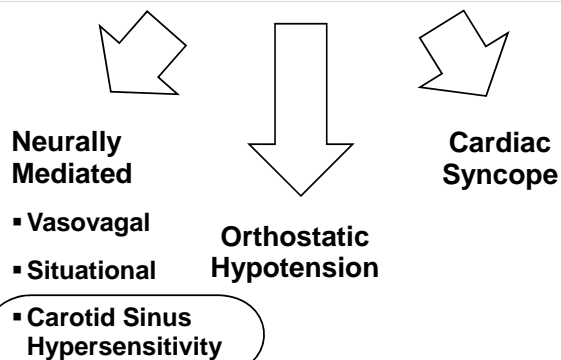 Neurally
Mediated
▪ Vasovagal
▪ Situational
▪ Carotid Sinus
Hypersensitivity
Orthostatic
Hypotension
Cardiac
Syncope